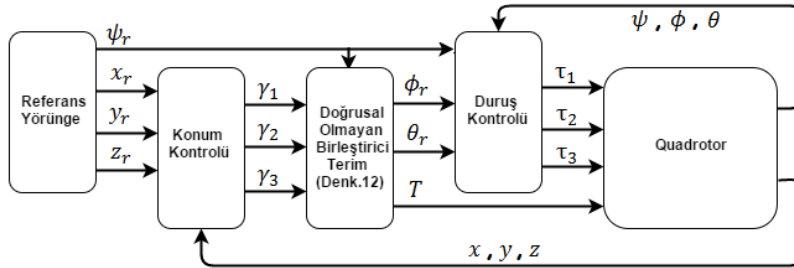 ψᵣ
ψ , ϕ , θ
Referans
Yörünge
xᵣ
yᵣ
zᵣ
Konum
Kontrolü
γ₁
γ₂
γ₃
Doğrusal
Olmayan
Birleştirici
Terim
(Denk.12)
ϕᵣ
θᵣ
T
Duruş
Kontrolü
τ₁
τ₂
τ₃
Quadrotor
x , y, z